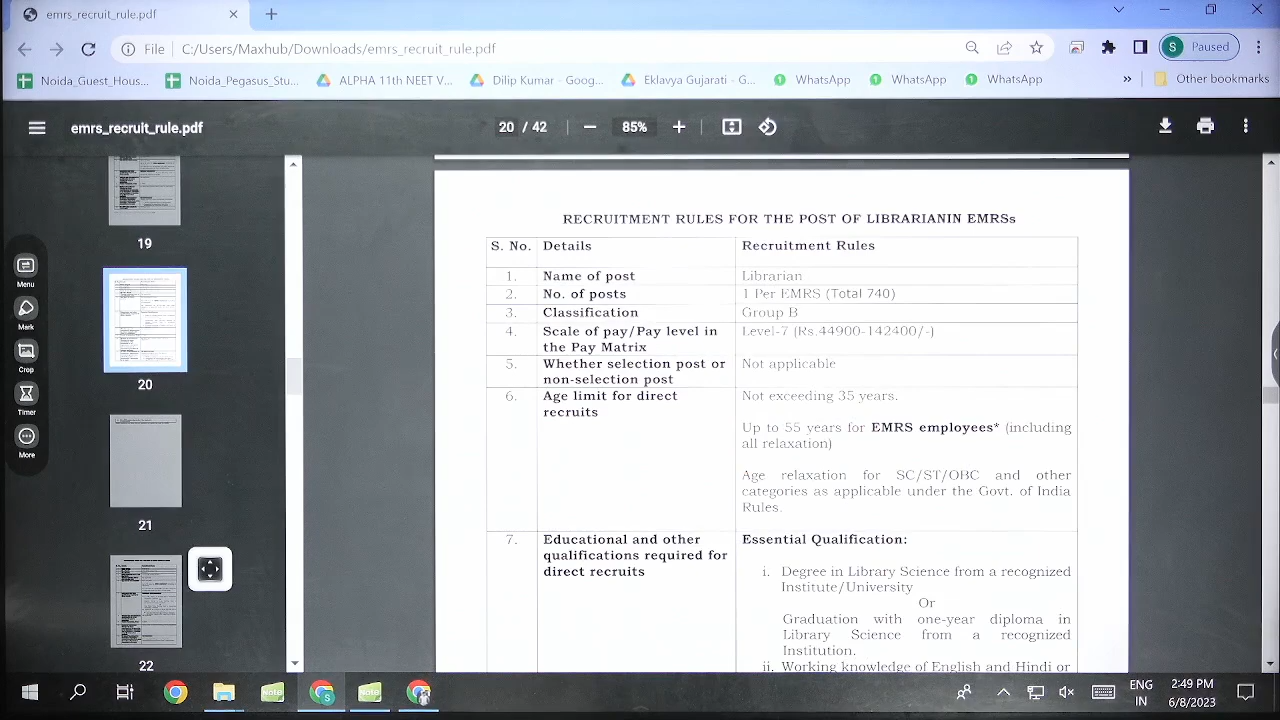 emrs_recruit_rule.pdf
File C:/Users/Maxhub/Downloads/emrs_recruit_rule.pdf
S Paused
Noida_Guest_Hous... Noida_Pegasus_Stu... ALPHA 11th NEET V... Dilip Kumar - Goog... Eklavya Gujarati - G... WhatsApp WhatsApp WhatsApp » Other bookmarks
emrs_recruit_rule.pdf 20 / 42 85%
19
20
21
22
Menu
Mark
Crop
Timer
More
RECRUITMENT RULES FOR THE POST OF LIBRARIANIN EMRSs
S. No. Details Recruitment Rules
1. Name of post Librarian
2. No. of posts 1 Per EMRS (Total 740)
3. Classification Group B
4. Scale of pay/Pay level in Level-7 (Rs.44900-142400/-)
the Pay Matrix
5. Whether selection post or Not applicable
non-selection post
6. Age limit for direct Not exceeding 35 years.
recruits
Up to 55 years for EMRS employees* (including
all relaxation)
Age relaxation for SC/ST/OBC and other
categories as applicable under the Govt. of India
Rules.
7. Educational and other Essential Qualification:
qualifications required for
direct recruits i. Degree in Library Science from a recognized
Institute/University
Or
Graduation with one-year diploma in
Library Science from a recognized
Institution.
ii. Working knowledge of English and Hindi or
ENG
IN
2:49 PM
6/8/2023